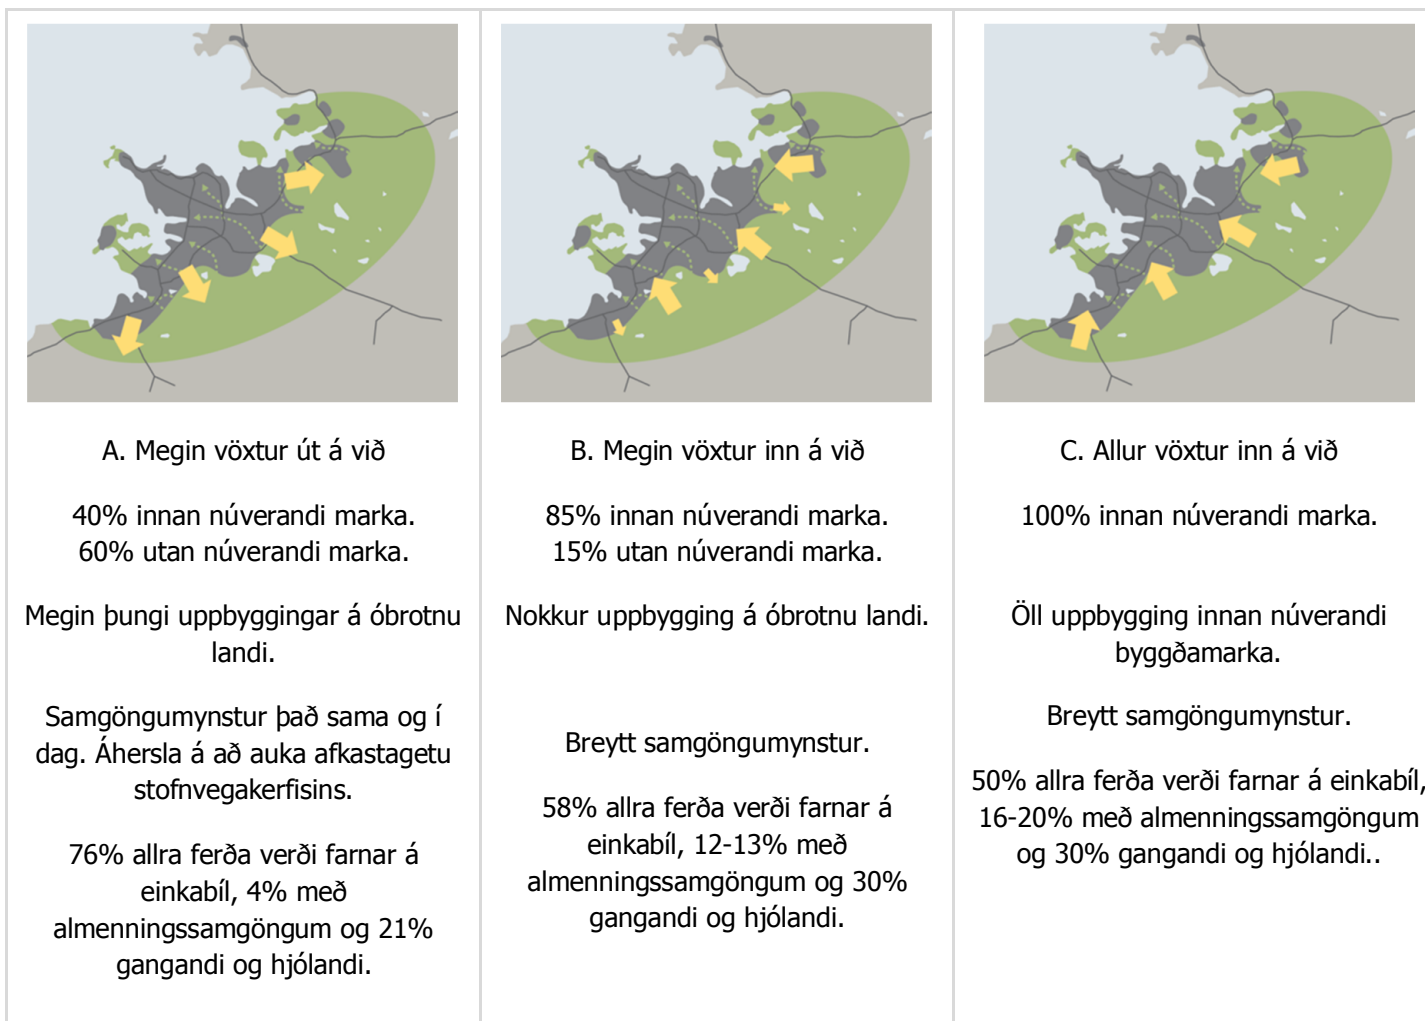 A. Megin vöxtur út á við
40% innan núverandi marka.
60% utan núverandi marka.
Megin þungi uppbyggingar á óbrotnu
landi.
Samgöngumynstur það sama og í
dag. Áhersla á að auka afkastagetu
stofnvegakerfisins.
76% allra ferða verði farnar á
einkabíl, 4% með
almenningssamgöngum og 21%
gangandi og hjólandi.
B. Megin vöxtur inn á við
85% innan núverandi marka.
15% utan núverandi marka.
Nokkur uppbygging á óbrotnu landi.
Breytt samgöngumynstur.
58% allra ferða verði farnar á
einkabíl, 12-13% með
almenningssamgöngum og 30%
gangandi og hjólandi.
C. Allur vöxtur inn á við
100% innan núverandi marka.
Öll uppbygging innan núverandi
byggðamarka.
Breytt samgöngumynstur.
50% allra ferða verði farnar á einkabíl,
16-20% með almenningssamgöngum
og 30% gangandi og hjólandi..